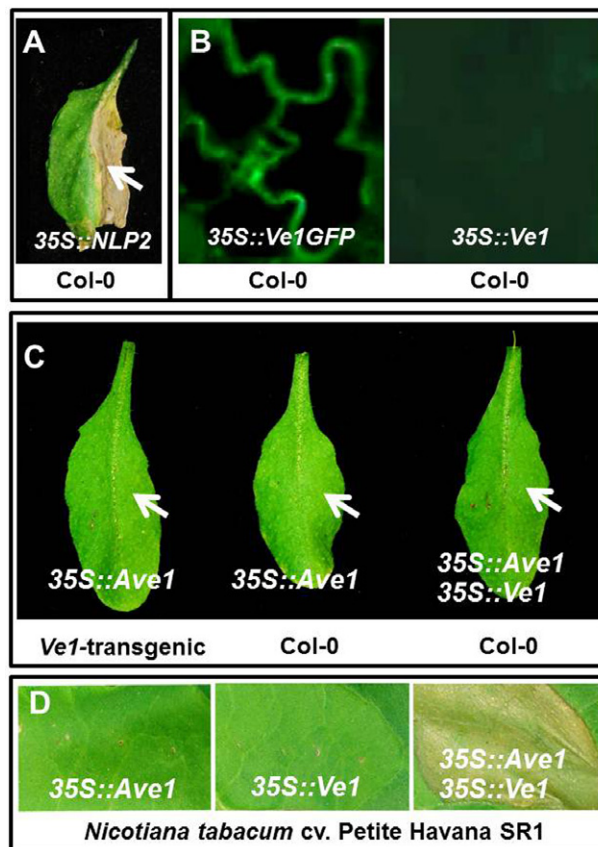 A
35S::NLP2
Col-0
B
35S::Ve1GFP
35S::Ve1
Col-0
Col-0
C
35S::Ave1
35S::Ave1
35S::Ave1
35S::Ve1
Ve1-transgenic
Col-0
Col-0
D
35S::Ave1
35S::Ve1
35S::Ave1
35S::Ve1
Nicotiana tabacum cv. Petite Havana SR1